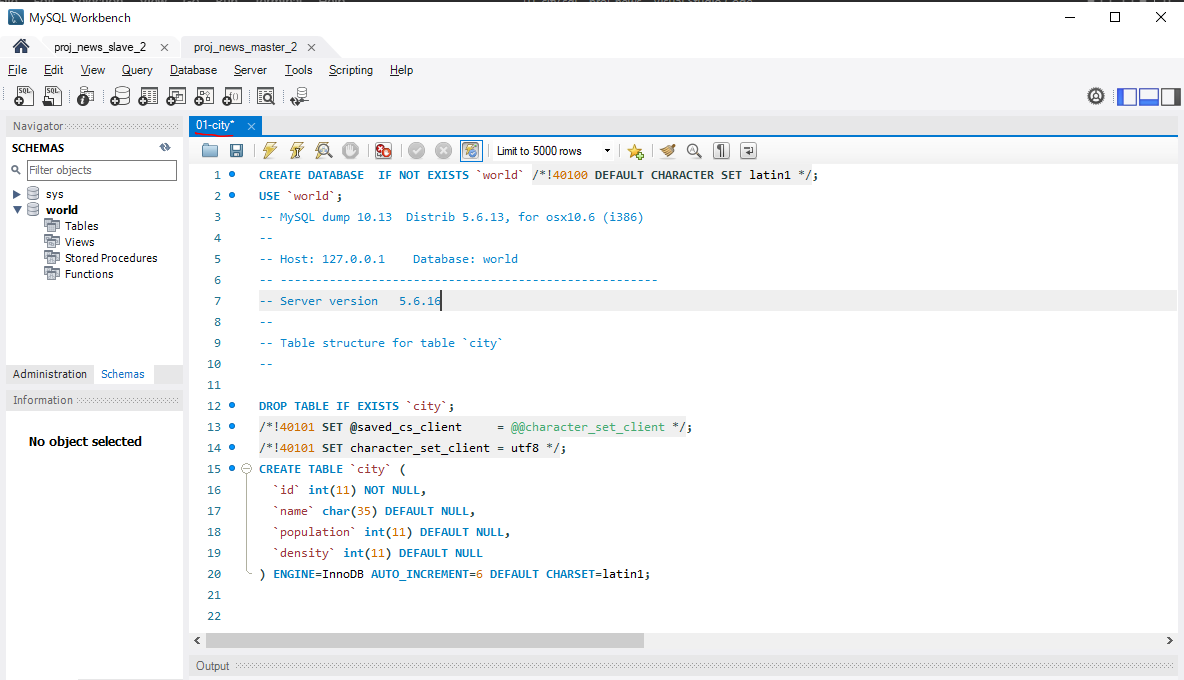 MySQL Workbench
proj_news_slave_2
proj_news_master_2
File Edit View Query Database Server Tools Scripting Help
Navigator
SCHEMAS
Filter objects
sys
world
Tables
Views
Stored Procedures
Functions
Administration Schemas
Information
No object selected
01-city*
Limit to 5000 rows
1 CREATE DATABASE  IF NOT EXISTS `world` /*!40100 DEFAULT CHARACTER SET latin1 */;
2 USE `world`;
3 -- MySQL dump 10.13  Distrib 5.6.13, for osx10.6 (i386)
4 --
5 -- Host: 127.0.0.1    Database: world
6 -- ------------------------------------------------------
7 -- Server version   5.6.16
8 --
9 -- Table structure for table `city`
10 --
11
12 DROP TABLE IF EXISTS `city`;
13 /*!40101 SET @saved_cs_client     = @@character_set_client */;
14 /*!40101 SET character_set_client = utf8 */;
15 CREATE TABLE `city` (
16   `id` int(11) NOT NULL,
17   `name` char(35) DEFAULT NULL,
18   `population` int(11) DEFAULT NULL,
19   `density` int(11) DEFAULT NULL
20 ) ENGINE=InnoDB AUTO_INCREMENT=6 DEFAULT CHARSET=latin1;
21
22
Output